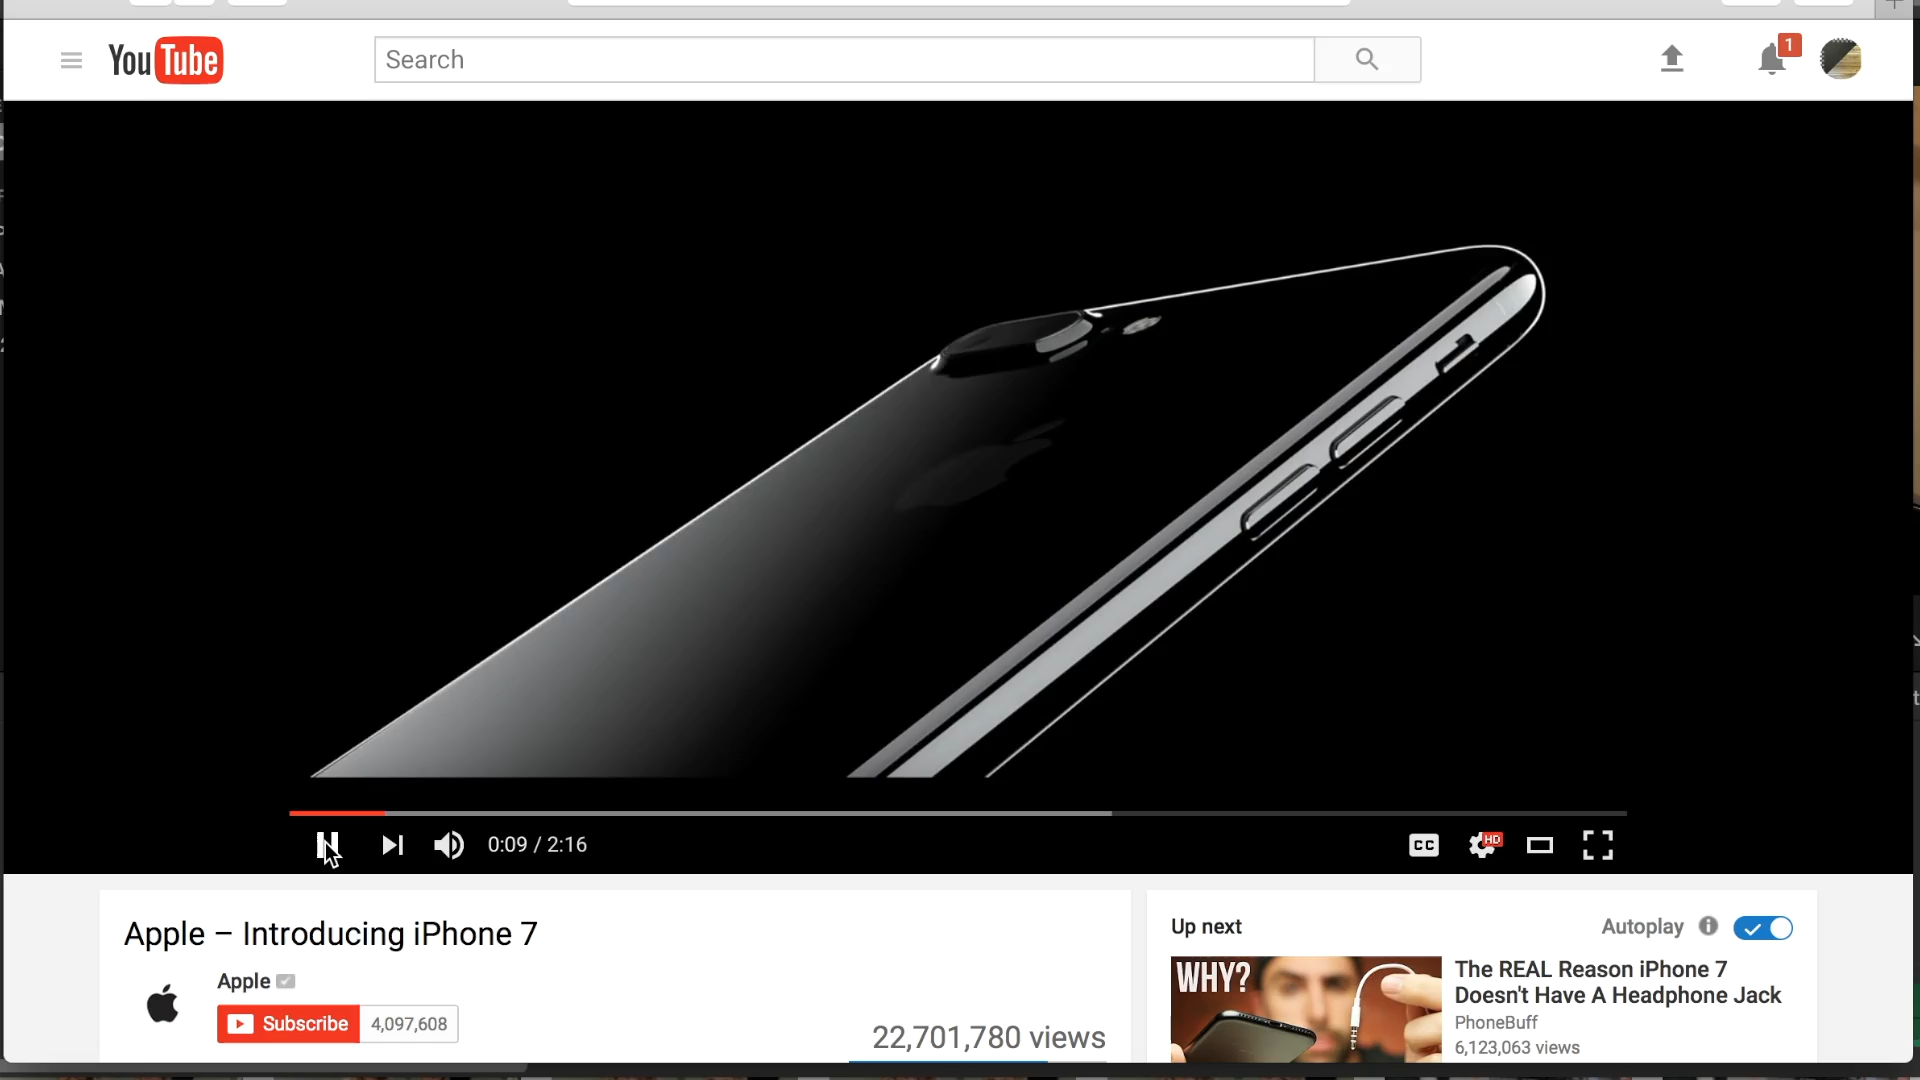 YouTube
Search
1
0:09 / 2:16
CC
HD
Apple – Introducing iPhone 7
Apple
Subscribe 4,097,608
22,701,780 views
Up next
Autoplay
WHY?
The REAL Reason iPhone 7
Doesn't Have A Headphone Jack
PhoneBuff
6,123,063 views